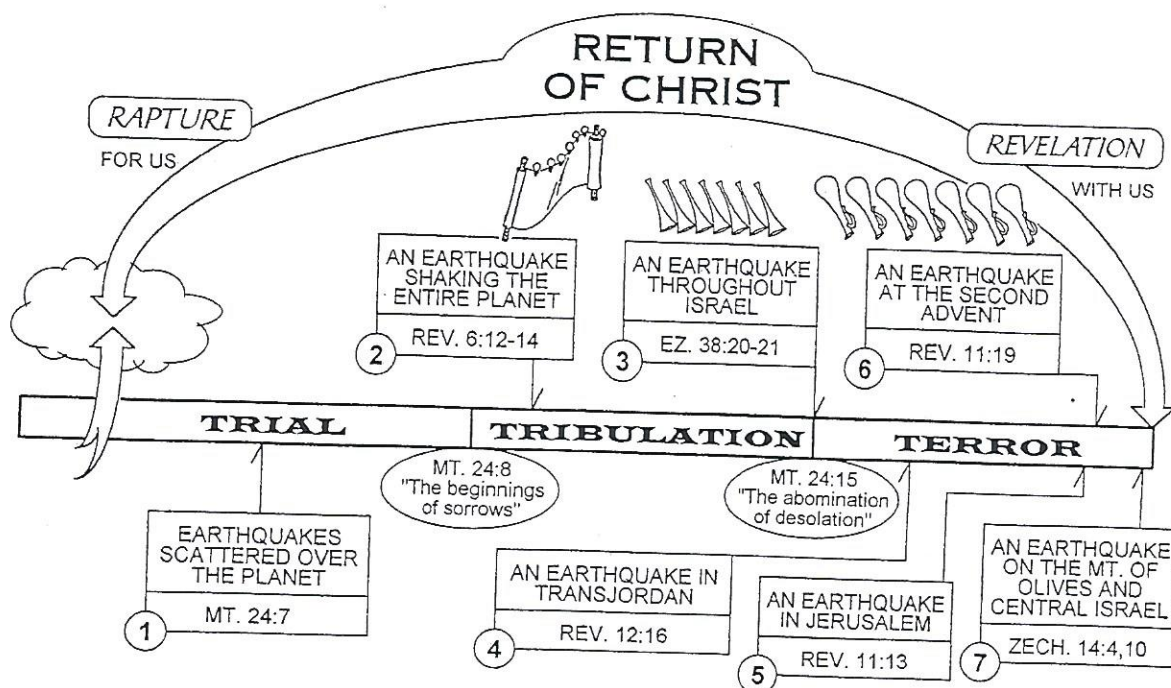 RETURN
OF CHRIST
RAPTURE
FOR US
REVELATION
WITH US
AN EARTHQUAKE
SHAKING THE
ENTIRE PLANET
REV. 6:12-14
2
AN EARTHQUAKE
THROUGHOUT
ISRAEL
EZ. 38:20-21
3
AN EARTHQUAKE
AT THE SECOND
ADVENT
REV. 11:19
6
TRIAL
TRIBULATION
TERROR
MT. 24:8
"The beginnings
of sorrows"
MT. 24:15
"The abomination
of desolation"
EARTHQUAKES
SCATTERED OVER
THE PLANET
MT. 24:7
1
AN EARTHQUAKE IN
TRANSJORDAN
REV. 12:16
4
AN EARTHQUAKE
IN JERUSALEM
REV. 11:13
5
AN EARTHQUAKE
ON THE MT. OF
OLIVES AND
CENTRAL ISRAEL
ZECH. 14:4,10
7